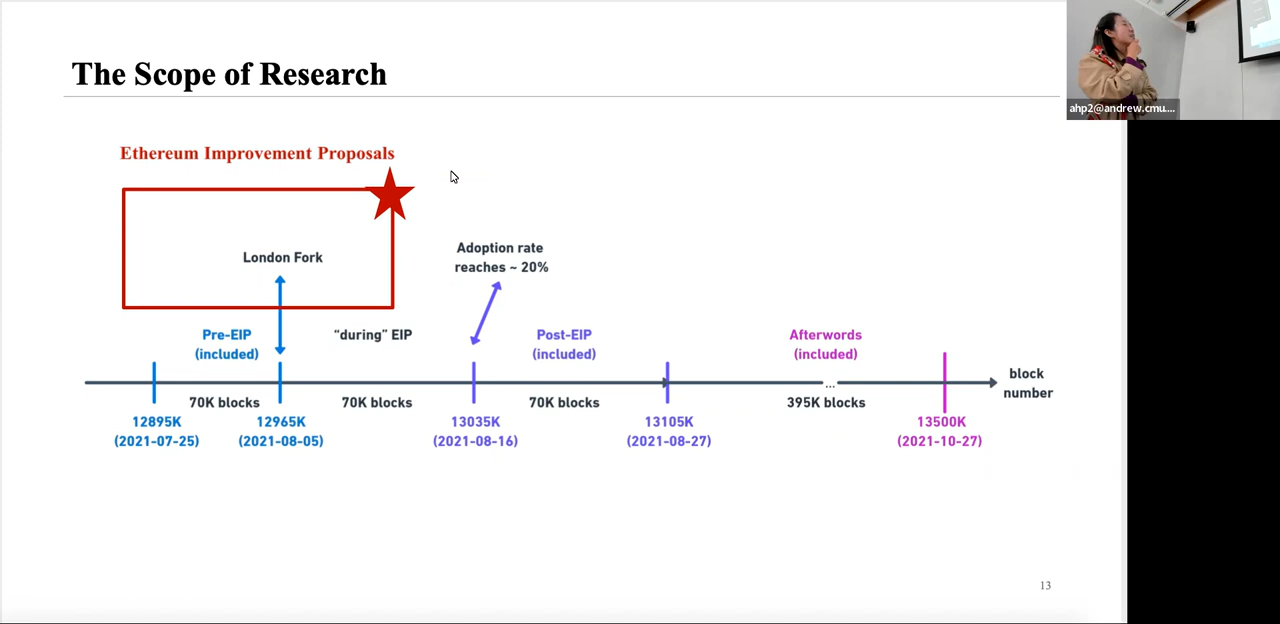 The Scope of Research
ahp2@andrew.cmu....
Ethereum Improvement Proposals
London Fork
Adoption rate
reaches ~ 20%
Pre-EIP
(included)
“during” EIP
Post-EIP
(included)
Afterwords
(included)
block
number
70K blocks
70K blocks
70K blocks
...
395K blocks
12895K
(2021-07-25)
12965K
(2021-08-05)
13035K
(2021-08-16)
13105K
(2021-08-27)
13500K
(2021-10-27)
13